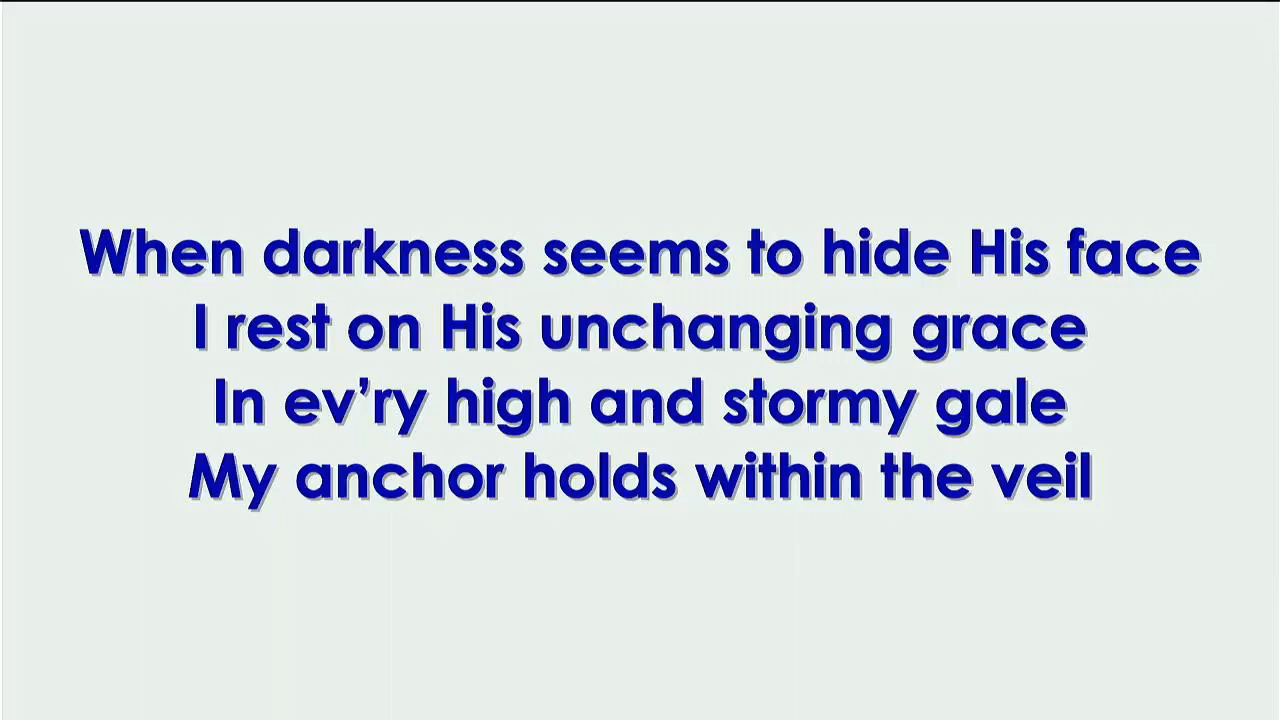 When darkness seems to hide His face
I rest on His unchanging grace
In ev’ry high and stormy gale
My anchor holds within the veil